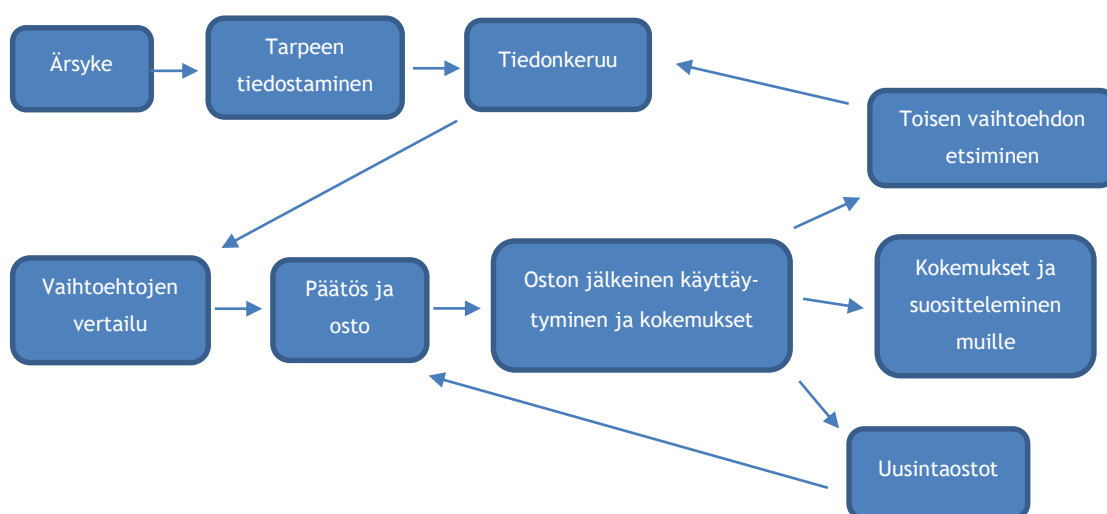 Ärsyke
Tarpeen
tiedostaminen
Tiedonkeruu
Toisen vaihtoehdon
etsiminen
Vaihtoehtojen
vertailu
Päätös ja
osto
Oston jälkeinen käyttäy-
tyminen ja kokemukset
Kokemukset ja
suositteleminen
muille
Uusintaostot